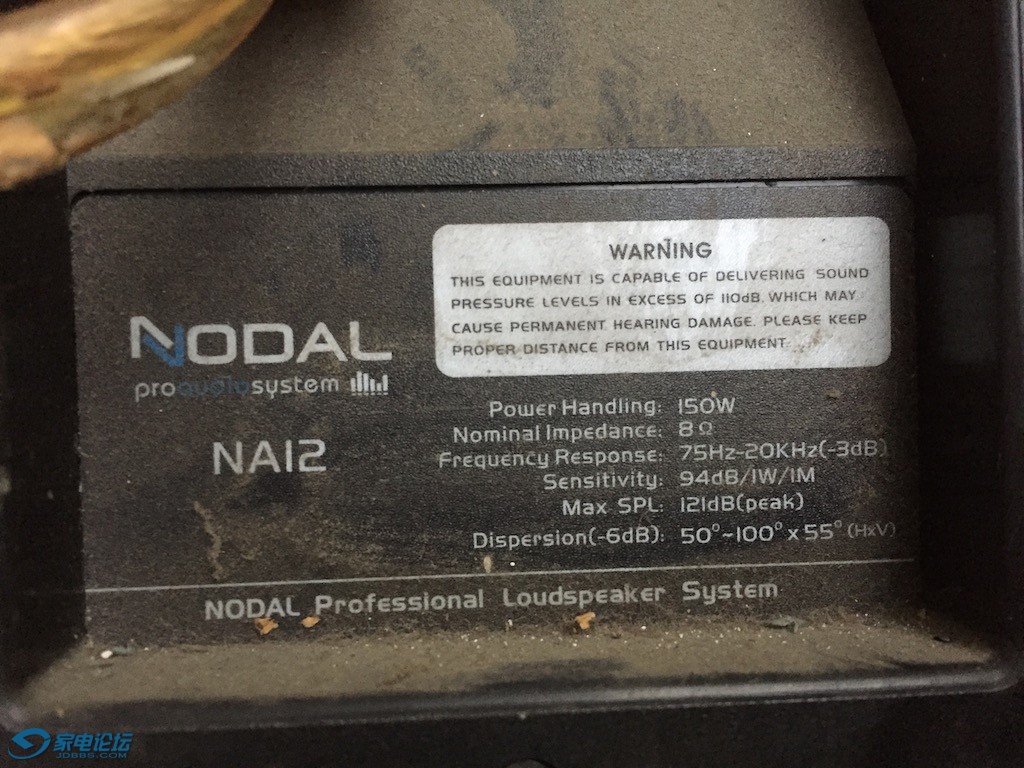 NODAL
proaudiosystem
NA12
WARNING
THIS EQUIPMENT IS CAPABLE OF DELIVERING SOUND
PRESSURE LEVELS IN EXCESS OF 110dB. WHICH MAY
CAUSE PERMANENT HEARING DAMAGE. PLEASE KEEP
PROPER DISTANCE FROM THIS EQUIPMENT.
Power Handling: 150W
Nominal Impedance: 8Ω
Frequency Response: 75Hz-20KHz(-3dB)
Sensitivity: 94dB/1W/1M
Max SPL: 121dB(peak)
Dispersion(-6dB): 50°~100° x 55° (HxV)
NODAL Professional Loudspeaker System
家电论坛
JDBBS.COM